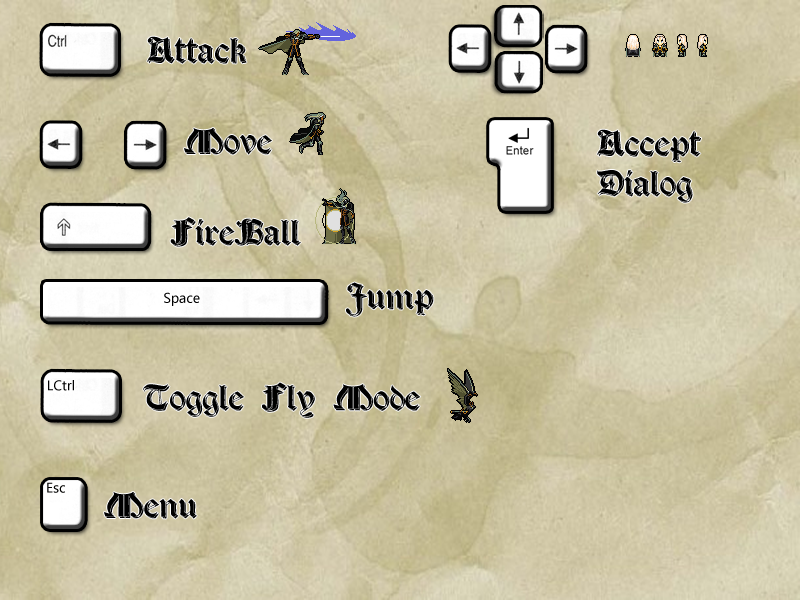 Ctrl Attack
Move
FireBall
Space Jump
LCtrl Toggle Fly Mode
Esc Menu
Enter Accept
Dialog